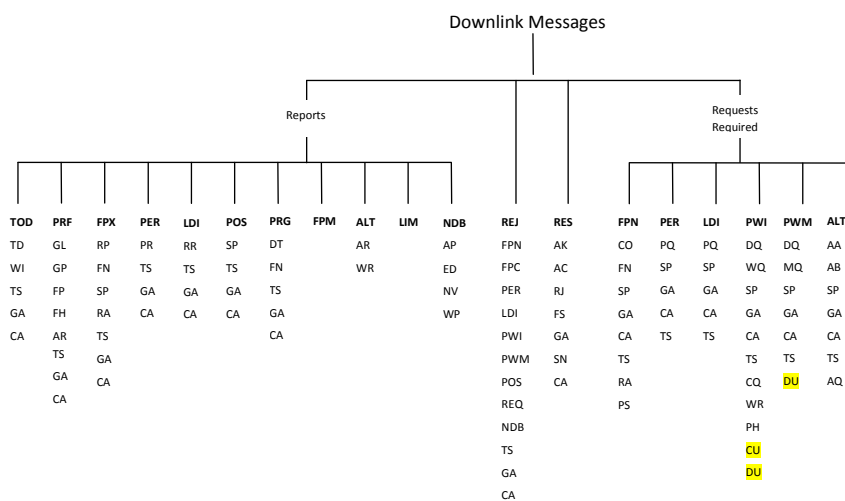 Downlink Messages
Reports
Requests
Required
TOD PRF FPX PER LDI POS PRG FPM ALT LIM NDB REJ RES FPN PER LDI PWI PWM ALT
TD GL RP PR RR SP DT AR AP FPN AK CO PQ PQ DQ DQ AA
WI GP FN TS TS TS FN WR ED FPC AC FN SP SP WQ MQ AB
TS FP SP GA GA GA TS NV PER RJ SP GA GA SP SP SP
GA FH RA CA CA CA GA WP LDI FS GA CA CA GA GA GA
CA AR TS CA PWI GA CA TS TS CA CA CA
TS GA PWM SN TS TS TS TS
GA CA POS CA RA CQ DU AQ
CA REQ PS WR
NDB PH
TS CU
GA DU
CA